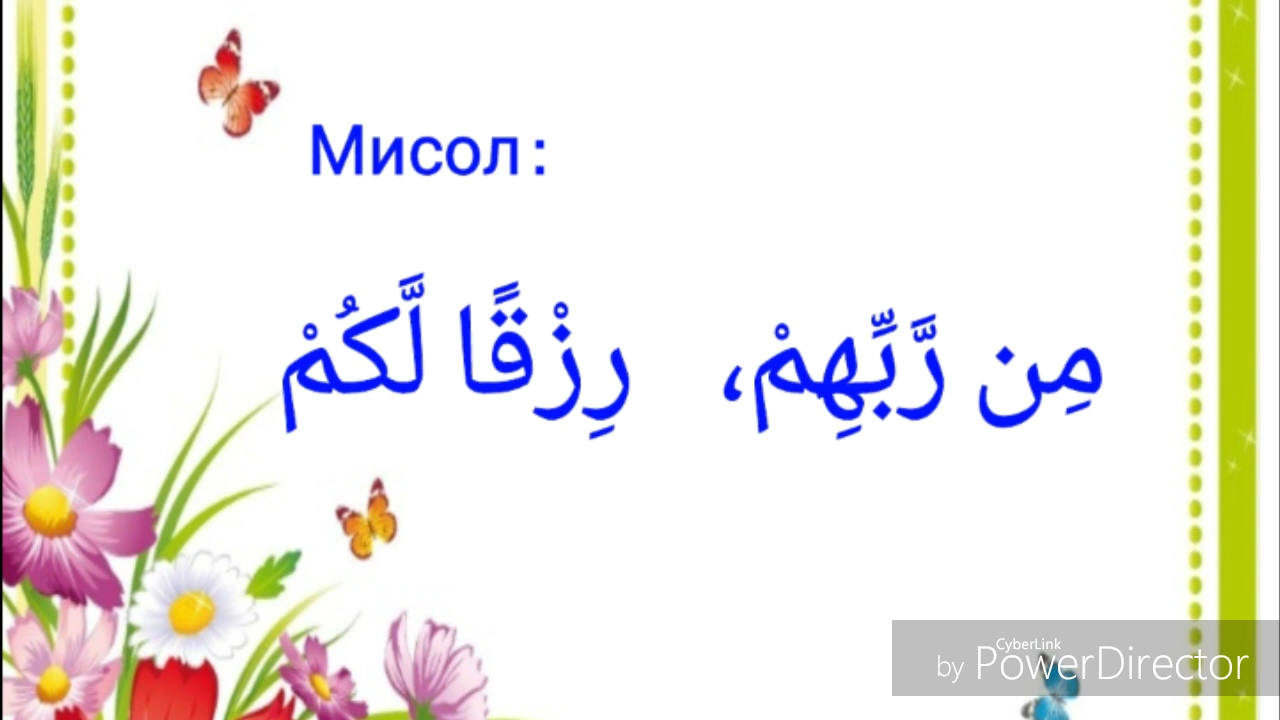 Мисол:
مِن رَّبِّهِمْ، رِزْقًا لَّكُمْ
CyberLink
by PowerDirector